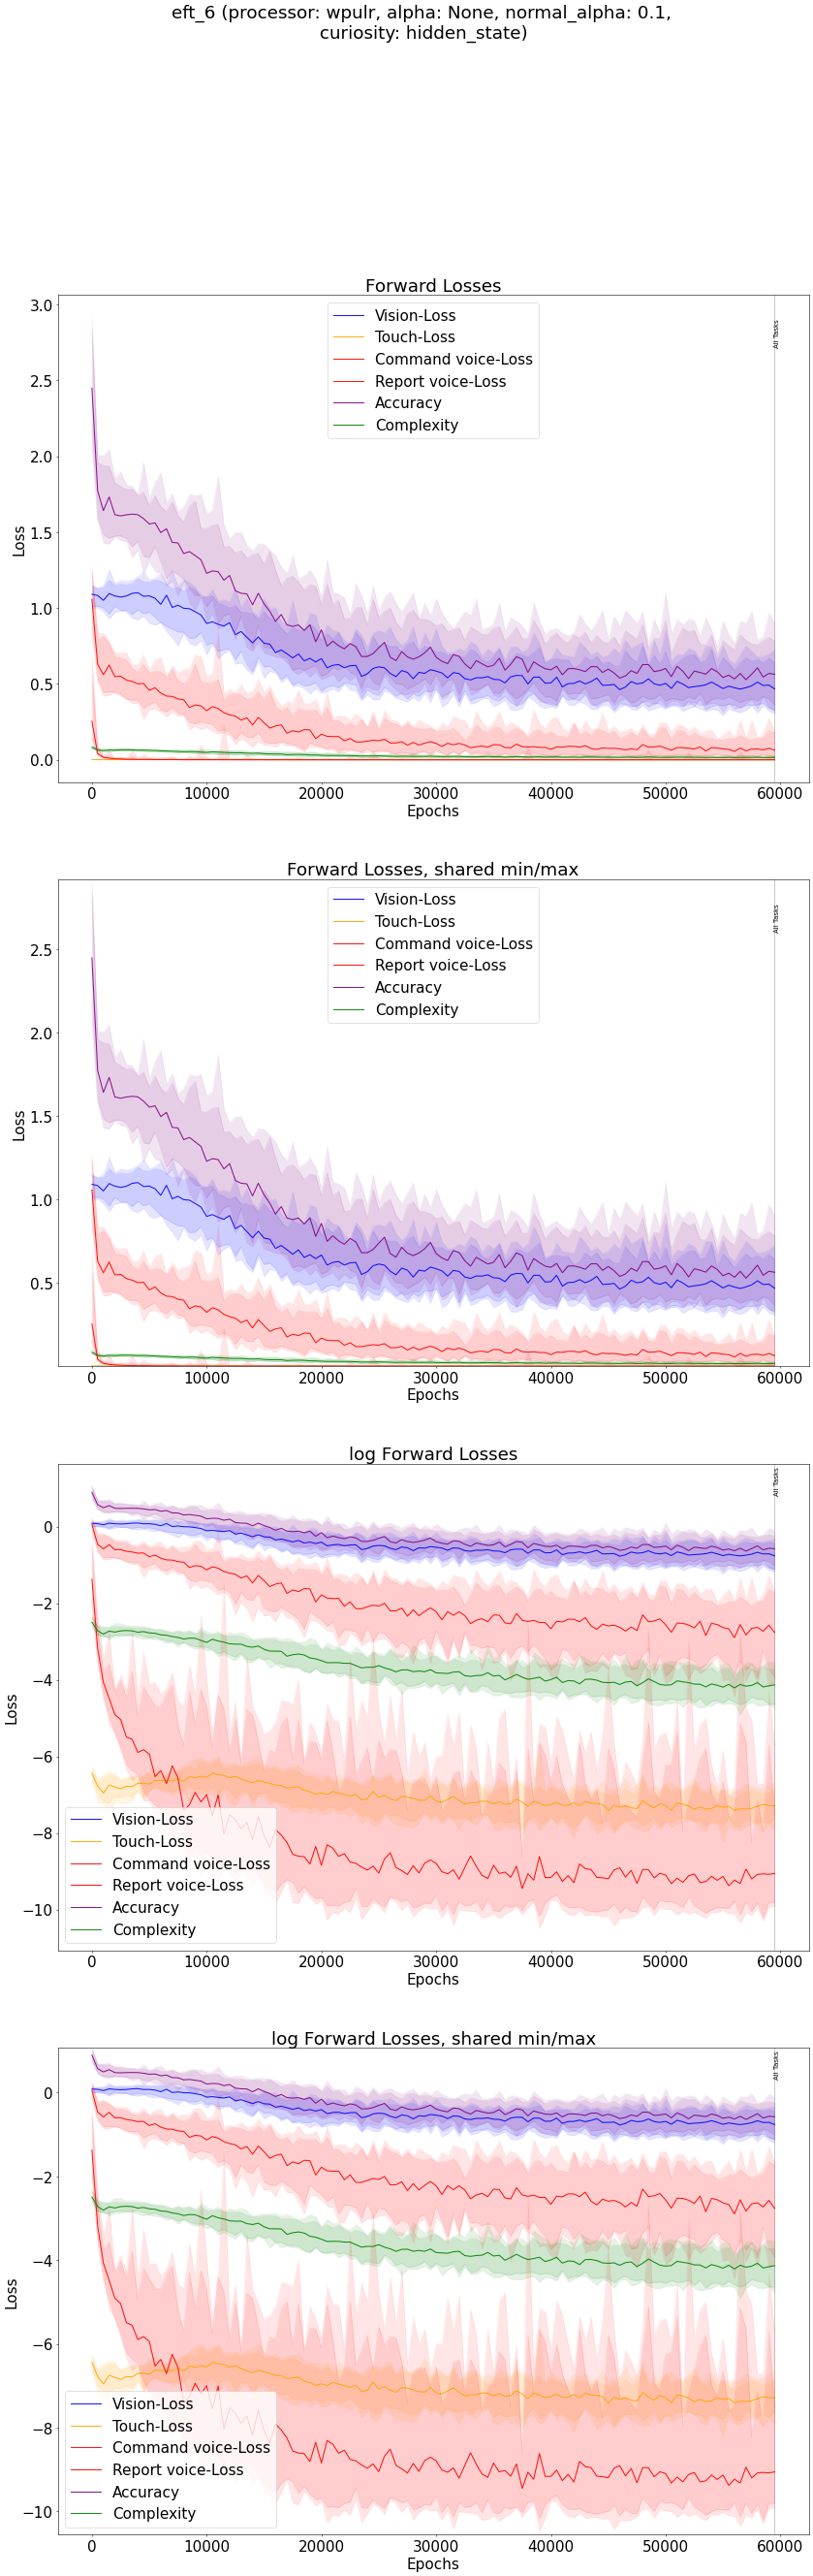 eft_6 (processor: wpulr, alpha: None, normal_alpha: 0.1,
curiosity: hidden_state)
Forward Losses
3.0
2.5
2.0
1.5
1.0
0.5
0.0
Loss
Vision-Loss
Touch-Loss
Command voice-Loss
Report voice-Loss
Accuracy
Complexity
All Tasks
0 10000 20000 30000 40000 50000 60000
Epochs
Forward Losses, shared min/max
2.5
2.0
1.5
1.0
0.5
Loss
Vision-Loss
Touch-Loss
Command voice-Loss
Report voice-Loss
Accuracy
Complexity
All Tasks
0 10000 20000 30000 40000 50000 60000
Epochs
log Forward Losses
0
−2
−4
−6
−8
−10
Loss
All Tasks
Vision-Loss
Touch-Loss
Command voice-Loss
Report voice-Loss
Accuracy
Complexity
0 10000 20000 30000 40000 50000 60000
Epochs
log Forward Losses, shared min/max
0
−2
−4
−6
−8
−10
Loss
All Tasks
Vision-Loss
Touch-Loss
Command voice-Loss
Report voice-Loss
Accuracy
Complexity
0 10000 20000 30000 40000 50000 60000
Epochs